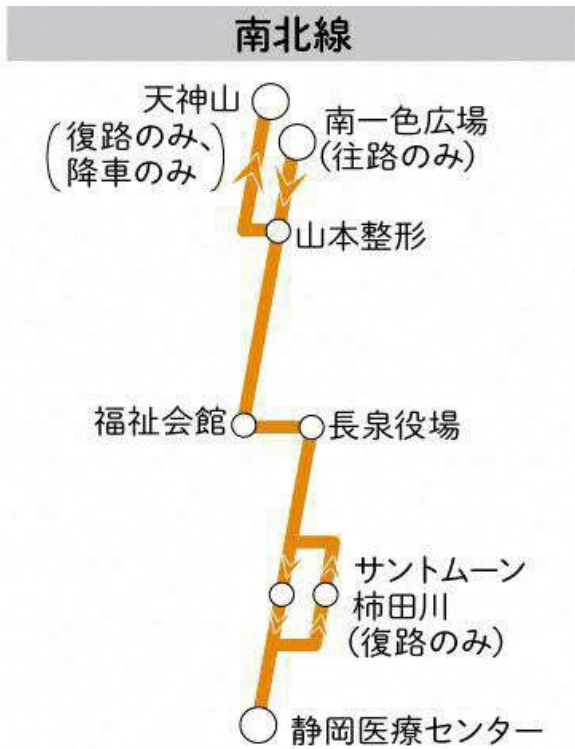 南北線
天神山
(復路のみ、
降車のみ)
南一色広場
(往路のみ)
山本整形
福祉会館
長泉役場
サントムーン
柿田川
(復路のみ)
静岡医療センター